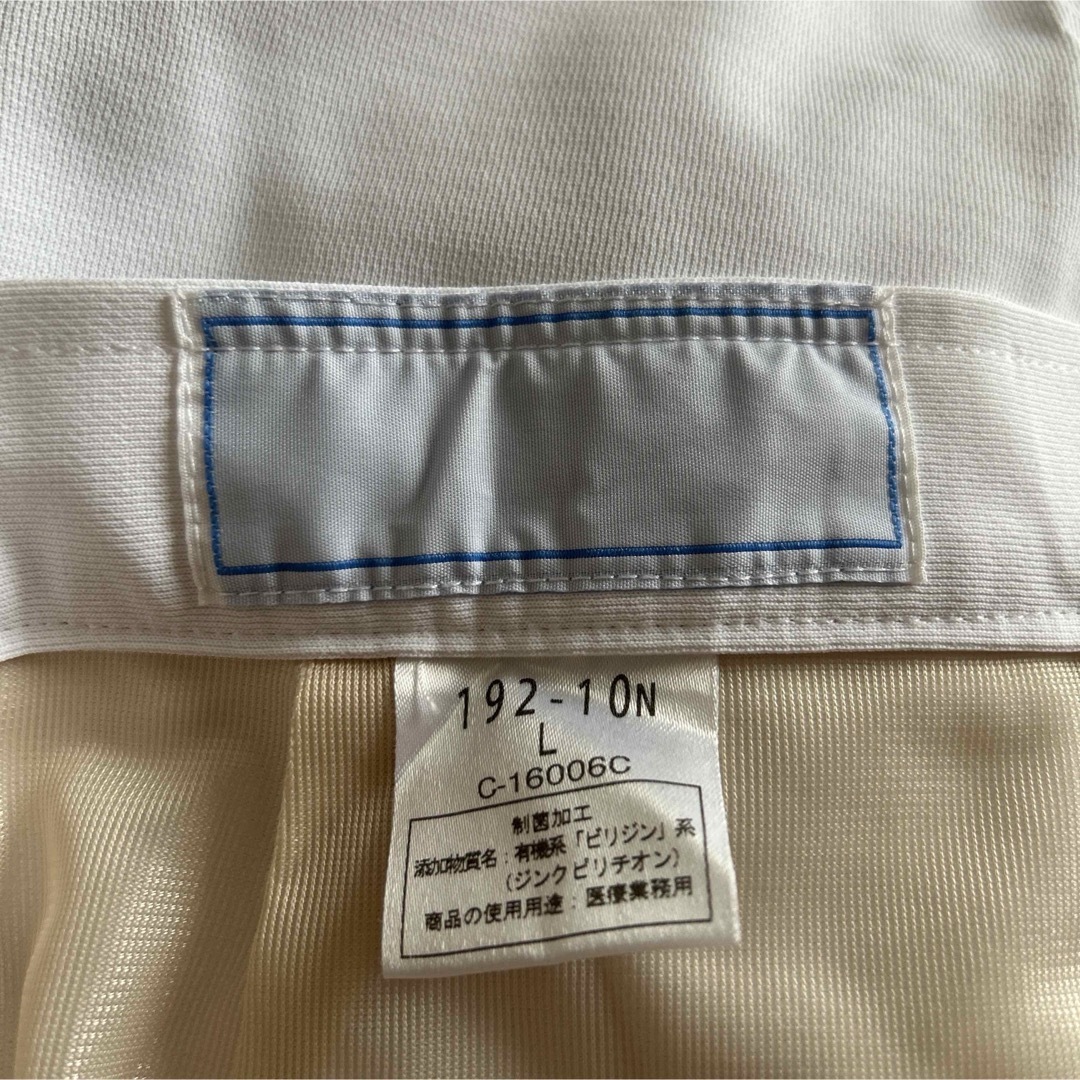 192-10N
L
C-16006C
制菌加工
添加物質名：有機系「ピリジン」系
(ジンクピリチオン)
商品の使用用途：医療業務用